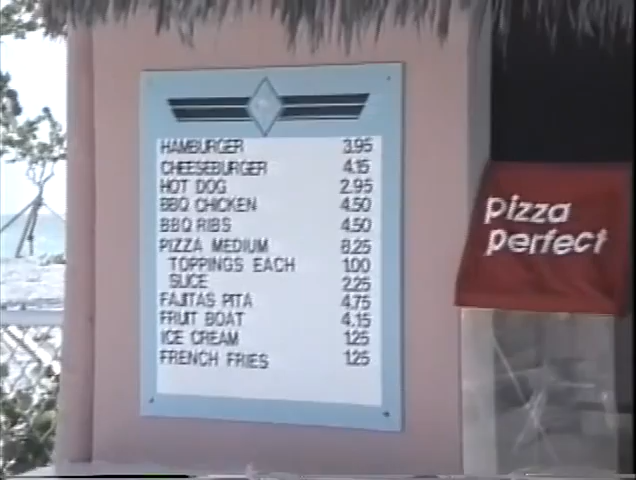 HAMBURGER 3.95
CHEESEBURGER 4.15
HOT DOG 2.95
BBQ CHICKEN 4.50
BBQ RIBS 4.50
PIZZA MEDIUM 8.25
TOPPINGS EACH 1.00
SLICE 2.25
FAJITAS PITA 4.75
FRUIT BOAT 4.15
ICE CREAM 1.25
FRENCH FRIES 1.25
pizza
perfect